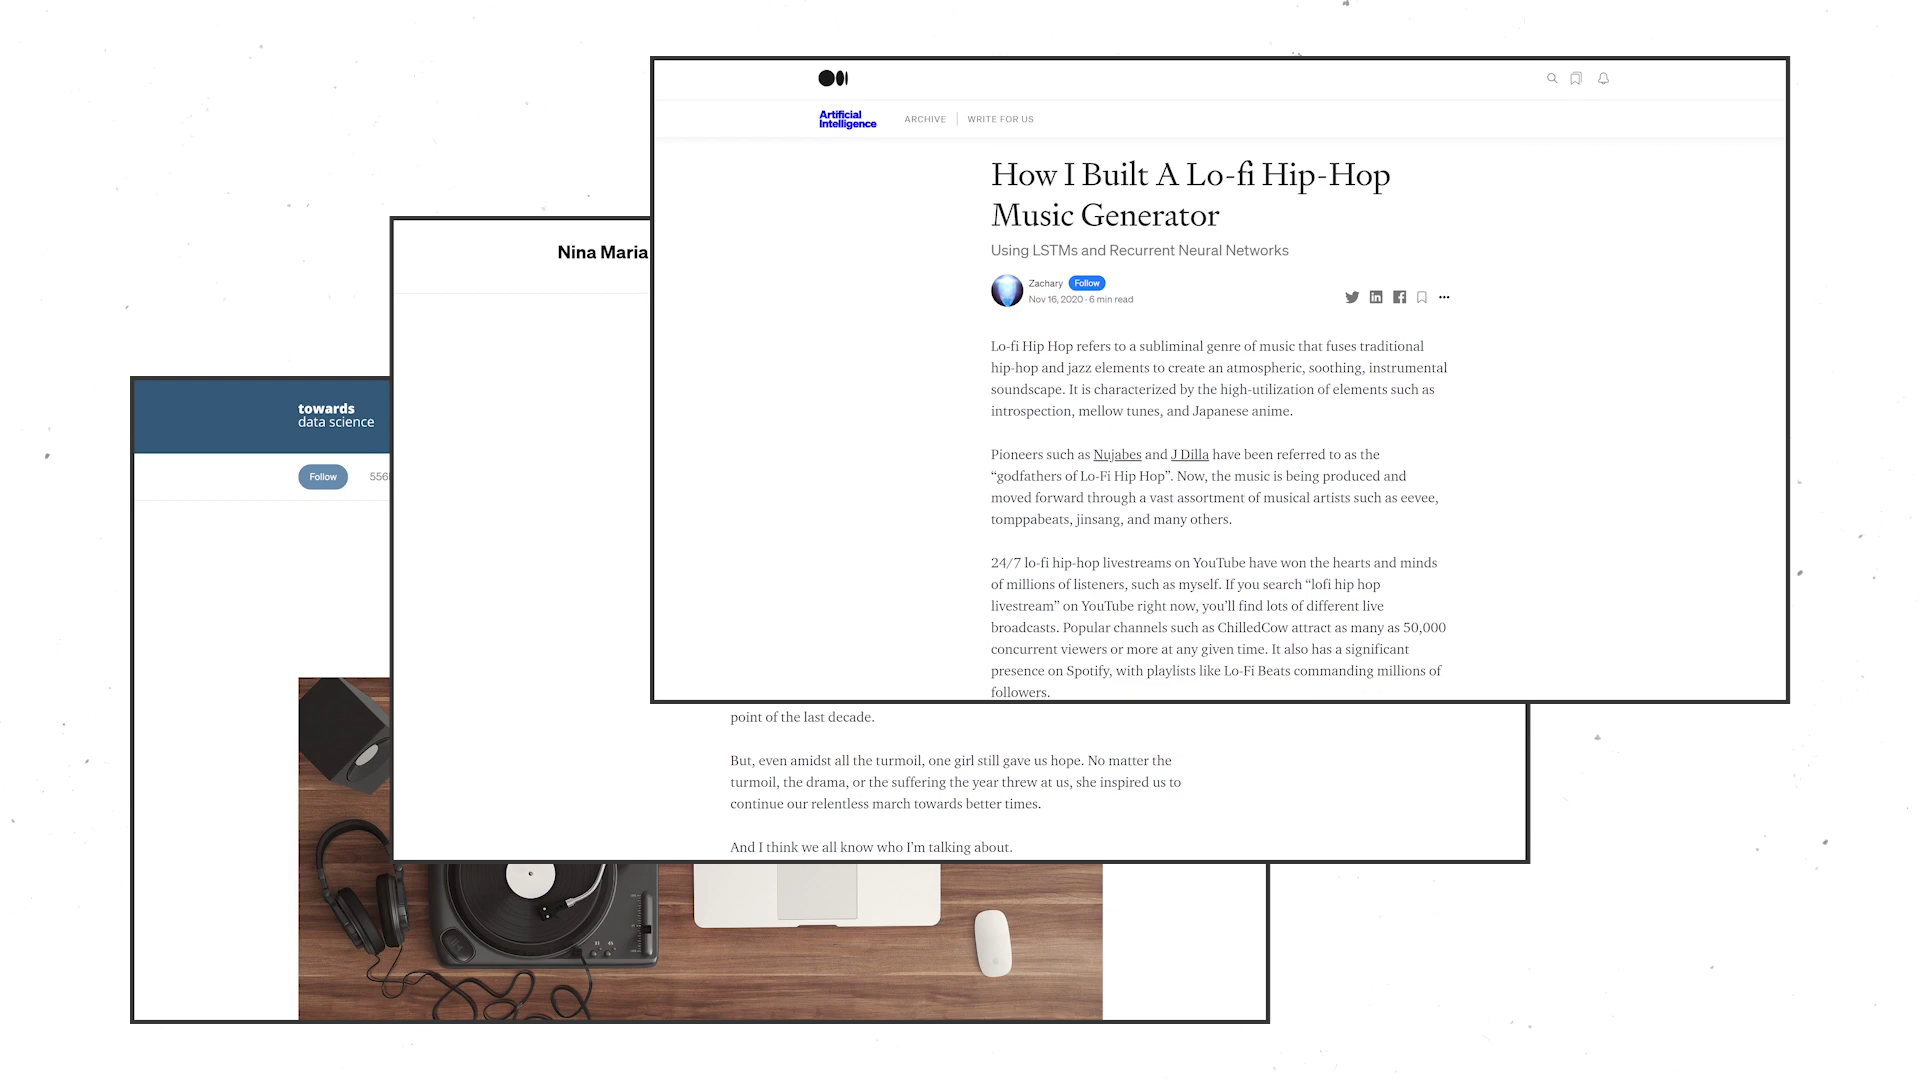 Artificial
Intelligence
ARCHIVE
WRITE FOR US
How I Built A Lo-fi Hip-Hop
Music Generator
Using LSTMs and Recurrent Neural Networks
Zachary
Follow
Nov 16, 2020 · 6 min read
Lo-fi Hip Hop refers to a subliminal genre of music that fuses traditional
hip-hop and jazz elements to create an atmospheric, soothing, instrumental
soundscape. It is characterized by the high-utilization of elements such as
introspection, mellow tunes, and Japanese anime.
Pioneers such as Nujabes and J Dilla have been referred to as the
“godfathers of Lo-Fi Hip Hop”. Now, the music is being produced and
moved forward through a vast assortment of musical artists such as eevee,
tomppabeats, jinsang, and many others.
24/7 lo-fi hip-hop livestreams on YouTube have won the hearts and minds
of millions of listeners, such as myself. If you search “lofi hip hop
livestream” on YouTube right now, you’ll find lots of different live
broadcasts. Popular channels such as ChilledCow attract as many as 50,000
concurrent viewers or more at any given time. It also has a significant
presence on Spotify, with playlists like Lo-Fi Beats commanding millions of
followers.
Nina Maria
point of the last decade.
But, even amidst all the turmoil, one girl still gave us hope. No matter the
turmoil, the drama, or the suffering the year threw at us, she inspired us to
continue our relentless march towards better times.
And I think we all know who I’m talking about.
towards
data science
Follow
556